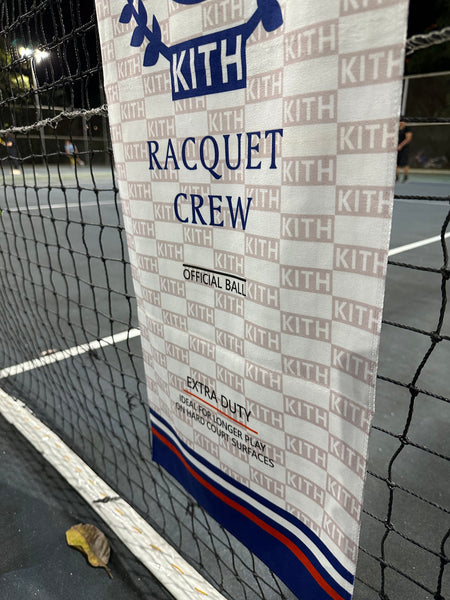 KITH
RACQUET
CREW
OFFICIAL BALL
EXTRA DUTY
IDEAL FOR LONGER PLAY
ON HARD COURT SURFACES